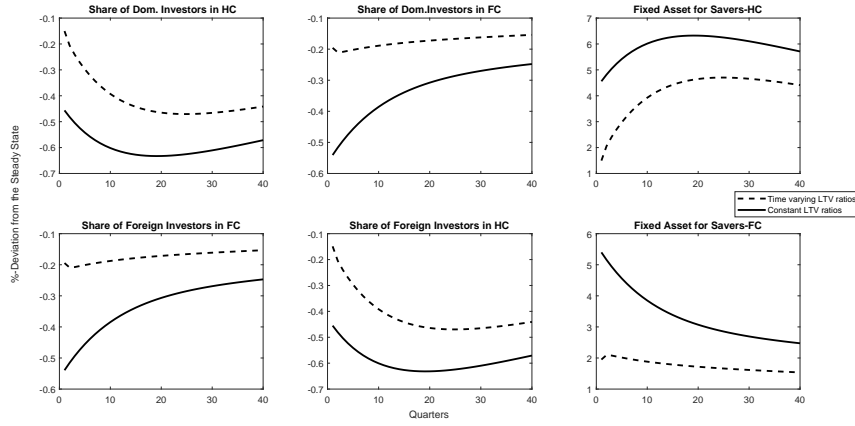 Share of Dom. Investors in HC
-0.1
-0.2
-0.3
-0.4
-0.5
-0.6
-0.7
0 10 20 30 40
Share of Dom.Investors in FC
-0.1
-0.2
-0.3
-0.4
-0.5
-0.6
0 10 20 30 40
Fixed Asset for Savers-HC
7
6
5
4
3
2
1
0 10 20 30 40
Time varying LTV ratios
Constant LTV ratios
%-Deviation from the Steady State
Share of Foreign Investors in FC
-0.1
-0.2
-0.3
-0.4
-0.5
-0.6
0 10 20 30 40
Share of Foreign Investors in HC
-0.1
-0.2
-0.3
-0.4
-0.5
-0.6
-0.7
0 10 20 30 40
Quarters
Fixed Asset for Savers-FC
6
5
4
3
2
1
0 10 20 30 40